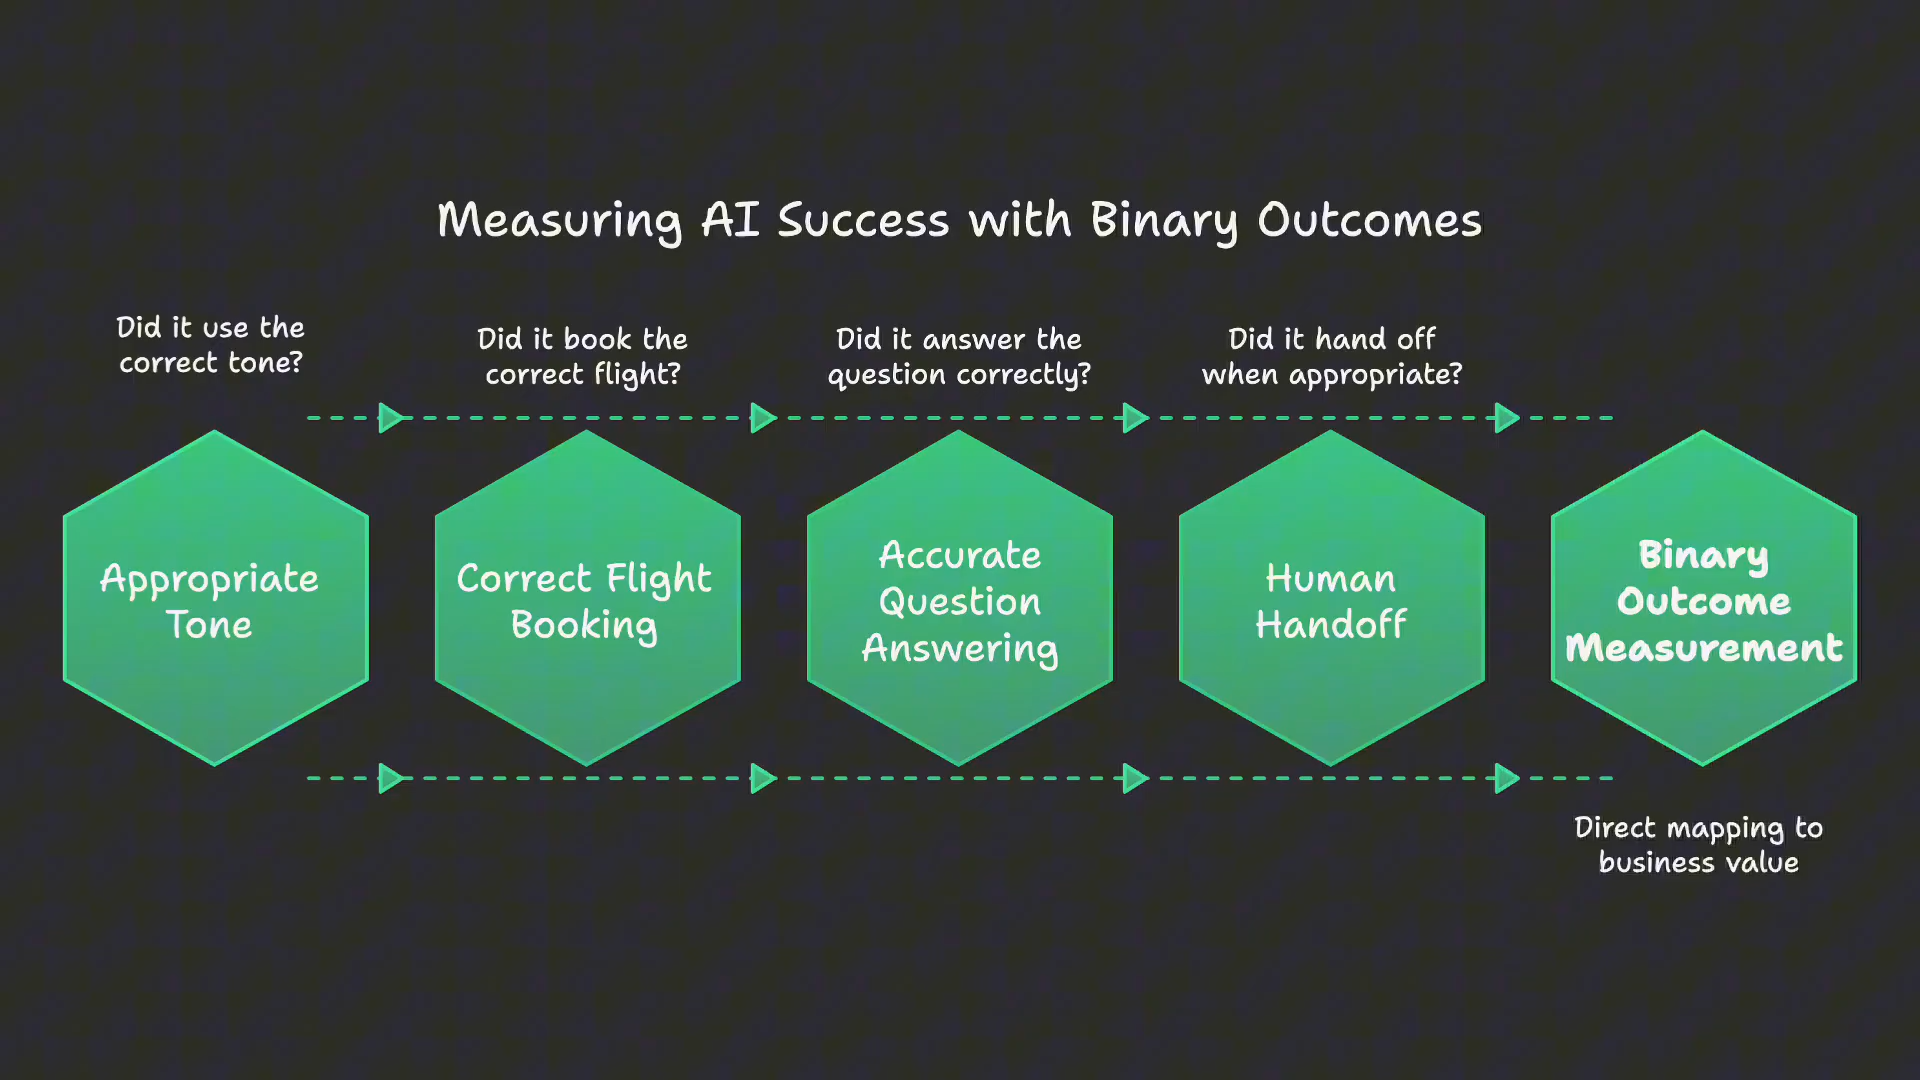 Measuring AI Success with Binary Outcomes
Did it use the
correct tone?
Did it book the
correct flight?
Did it answer the
question correctly?
Did it hand off
when appropriate?
Appropriate
Tone
Correct Flight
Booking
Accurate
Question
Answering
Human
Handoff
Binary
Outcome
Measurement
Direct mapping to
business value